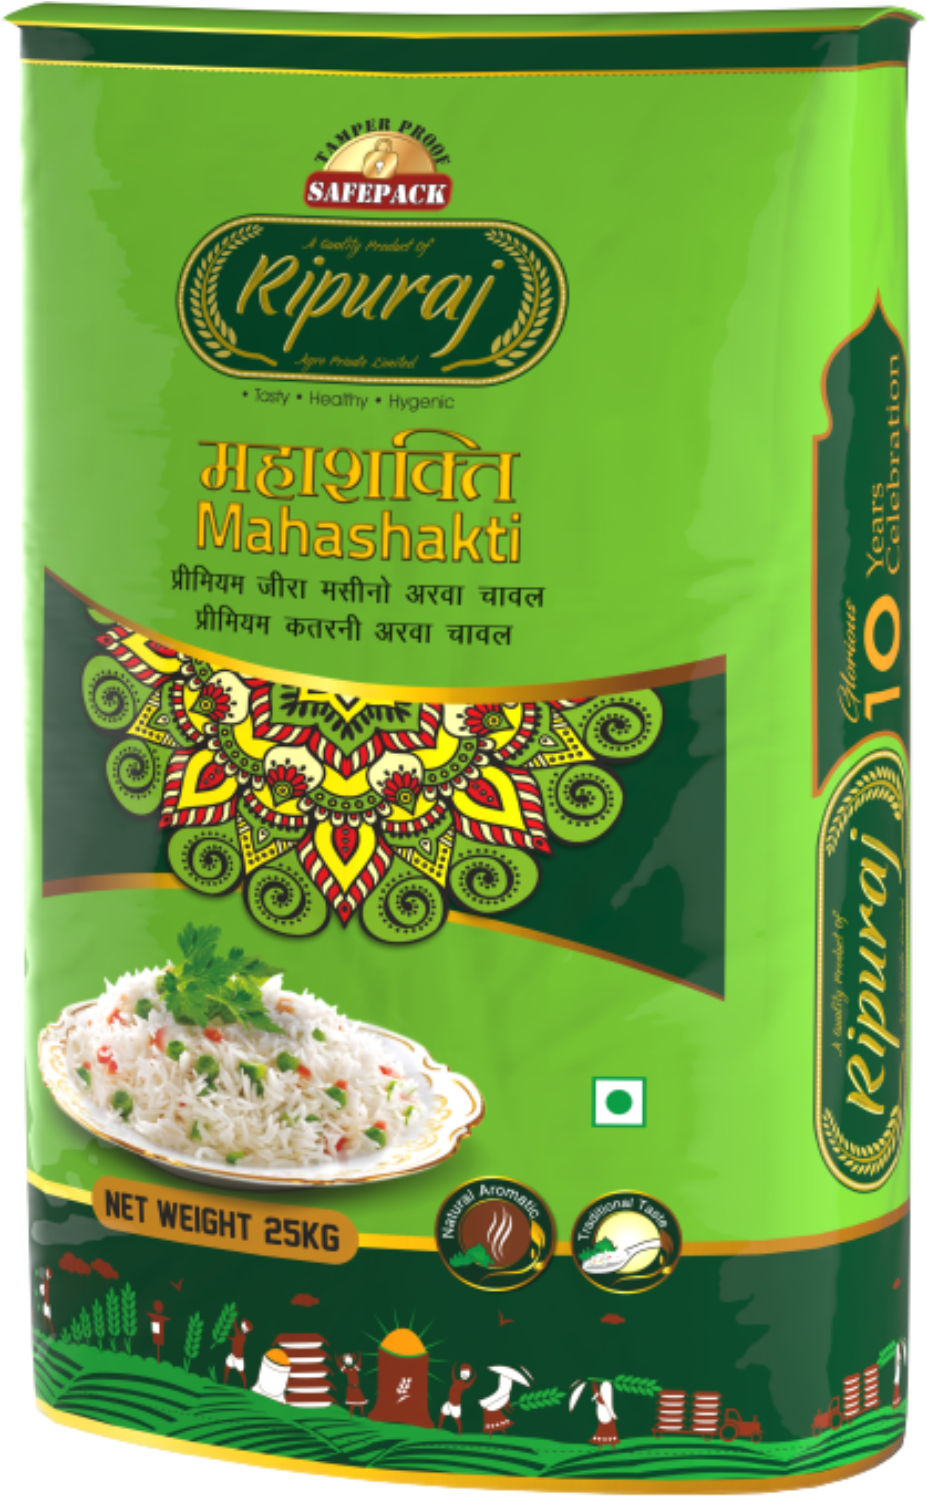 TAMPER PROOF
SAFEPACK
A Quality Product Of
Ripuraj
Agro Private Limited
• Tasty • Healthy • Hygenic
महाशक्ति
Mahashakti
प्रीमियम जीरा मसीनो अरवा चावल
प्रीमियम कतरनी अरवा चावल
NET WEIGHT 25KG
Natural Aromatic
Traditional Taste
Glorious
10 Years
Celebration
A Quality Product Of
Ripuraj